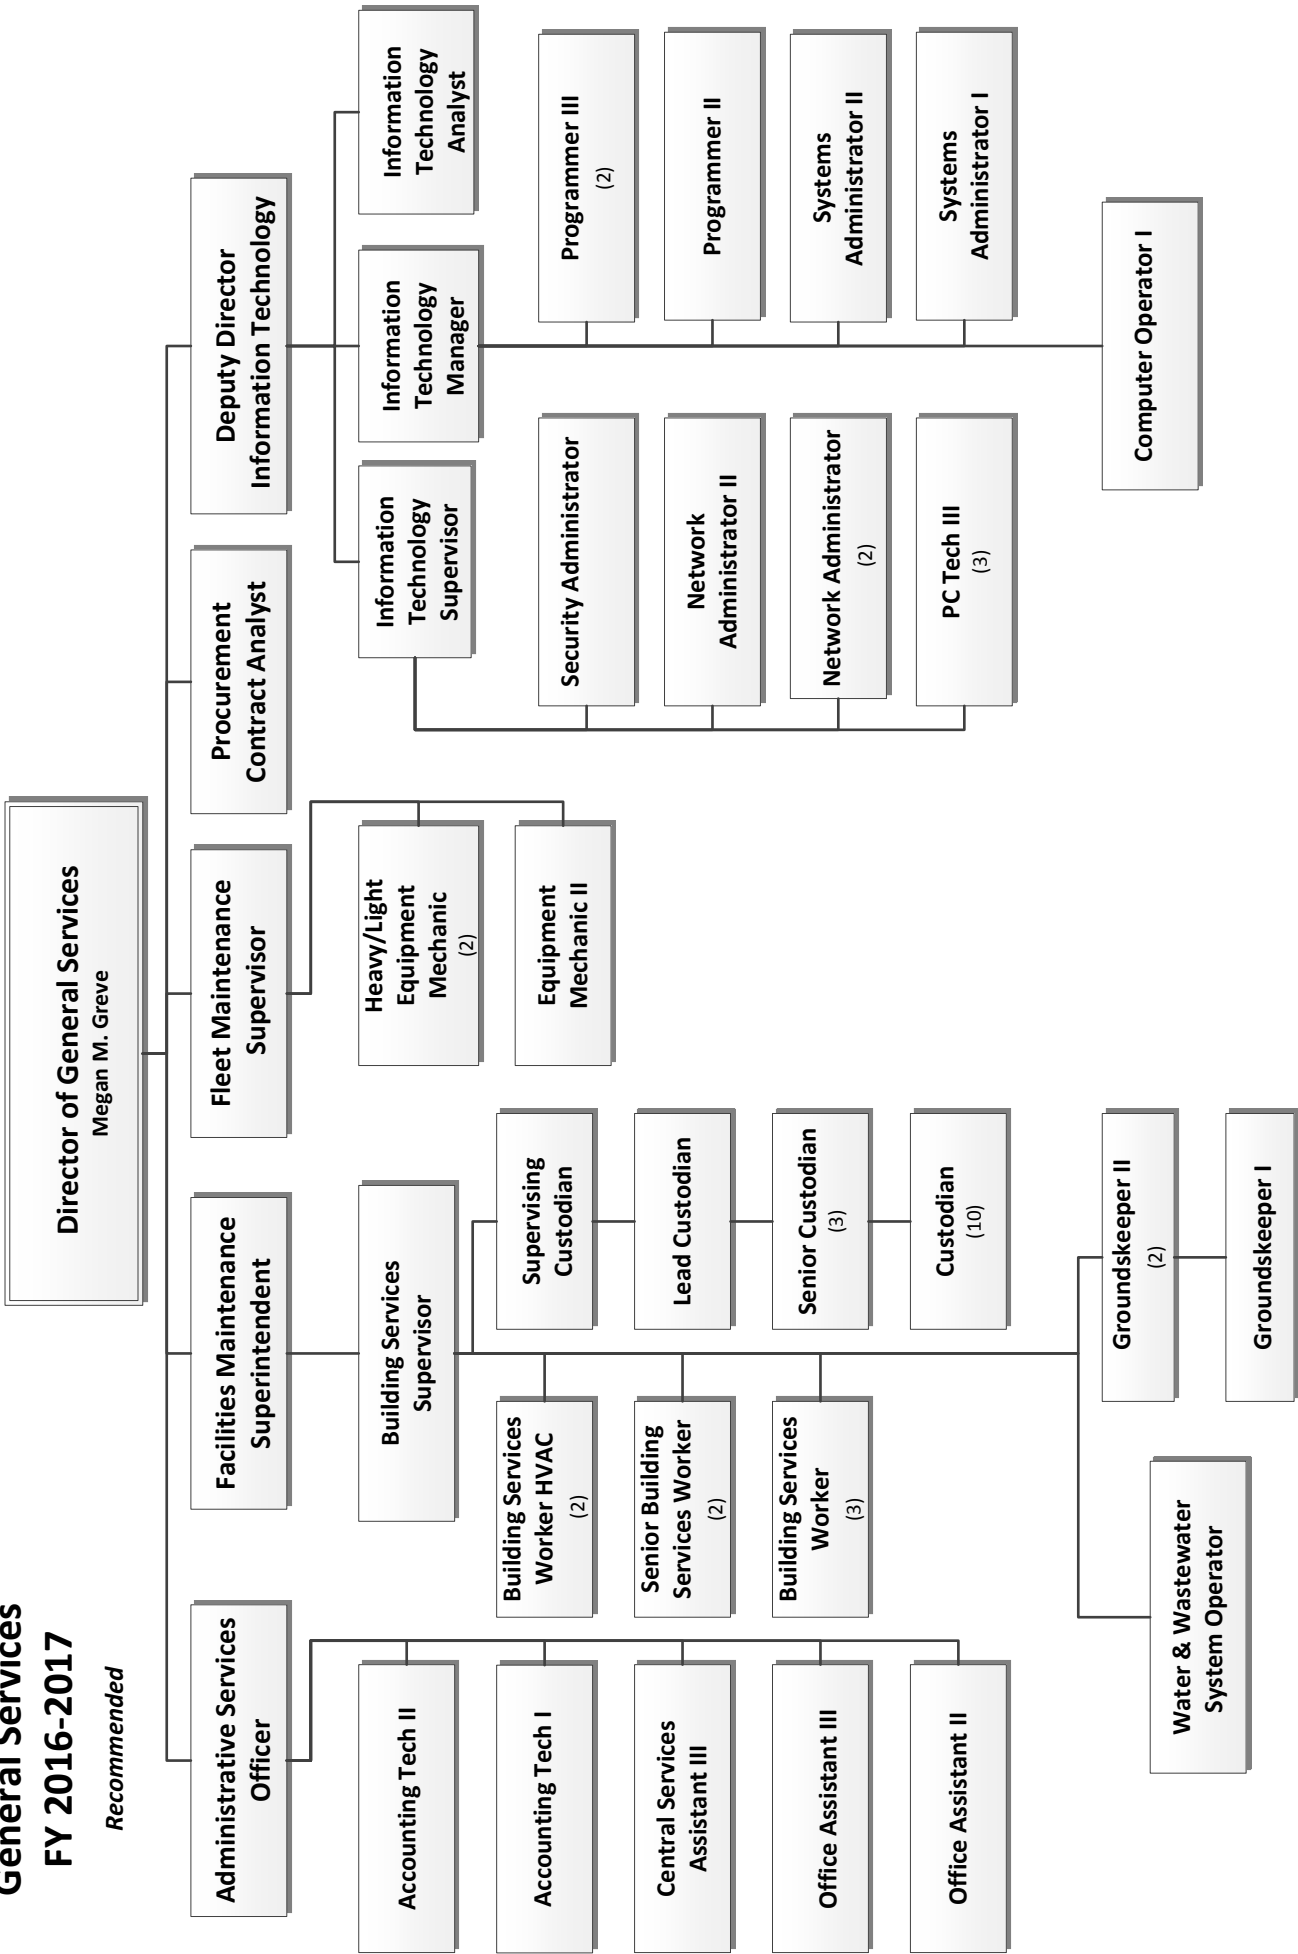 General Services
FY 2016-2017
Recommended
Director of General Services
Megan M. Greve
Administrative Services
Officer
Facilities Maintenance
Superintendent
Fleet Maintenance
Supervisor
Procurement
Contract Analyst
Deputy Director
Information Technology
Accounting Tech II
Accounting Tech I
Central Services
Assistant III
Office Assistant III
Office Assistant II
Building Services
Supervisor
Building Services
Worker HVAC
(2)
Senior Building
Services Worker
(2)
Building Services
Worker
(3)
Supervising
Custodian
Lead Custodian
Senior Custodian
(3)
Custodian
(10)
Water & Wastewater
System Operator
Groundskeeper II
(2)
Groundskeeper I
Heavy/Light
Equipment
Mechanic
(2)
Equipment
Mechanic II
Information
Technology
Supervisor
Information
Technology
Manager
Information
Technology
Analyst
Security Administrator
Network
Administrator II
Network Administrator
(2)
PC Tech III
(3)
Programmer III
(2)
Programmer II
Systems
Administrator II
Systems
Administrator I
Computer Operator I